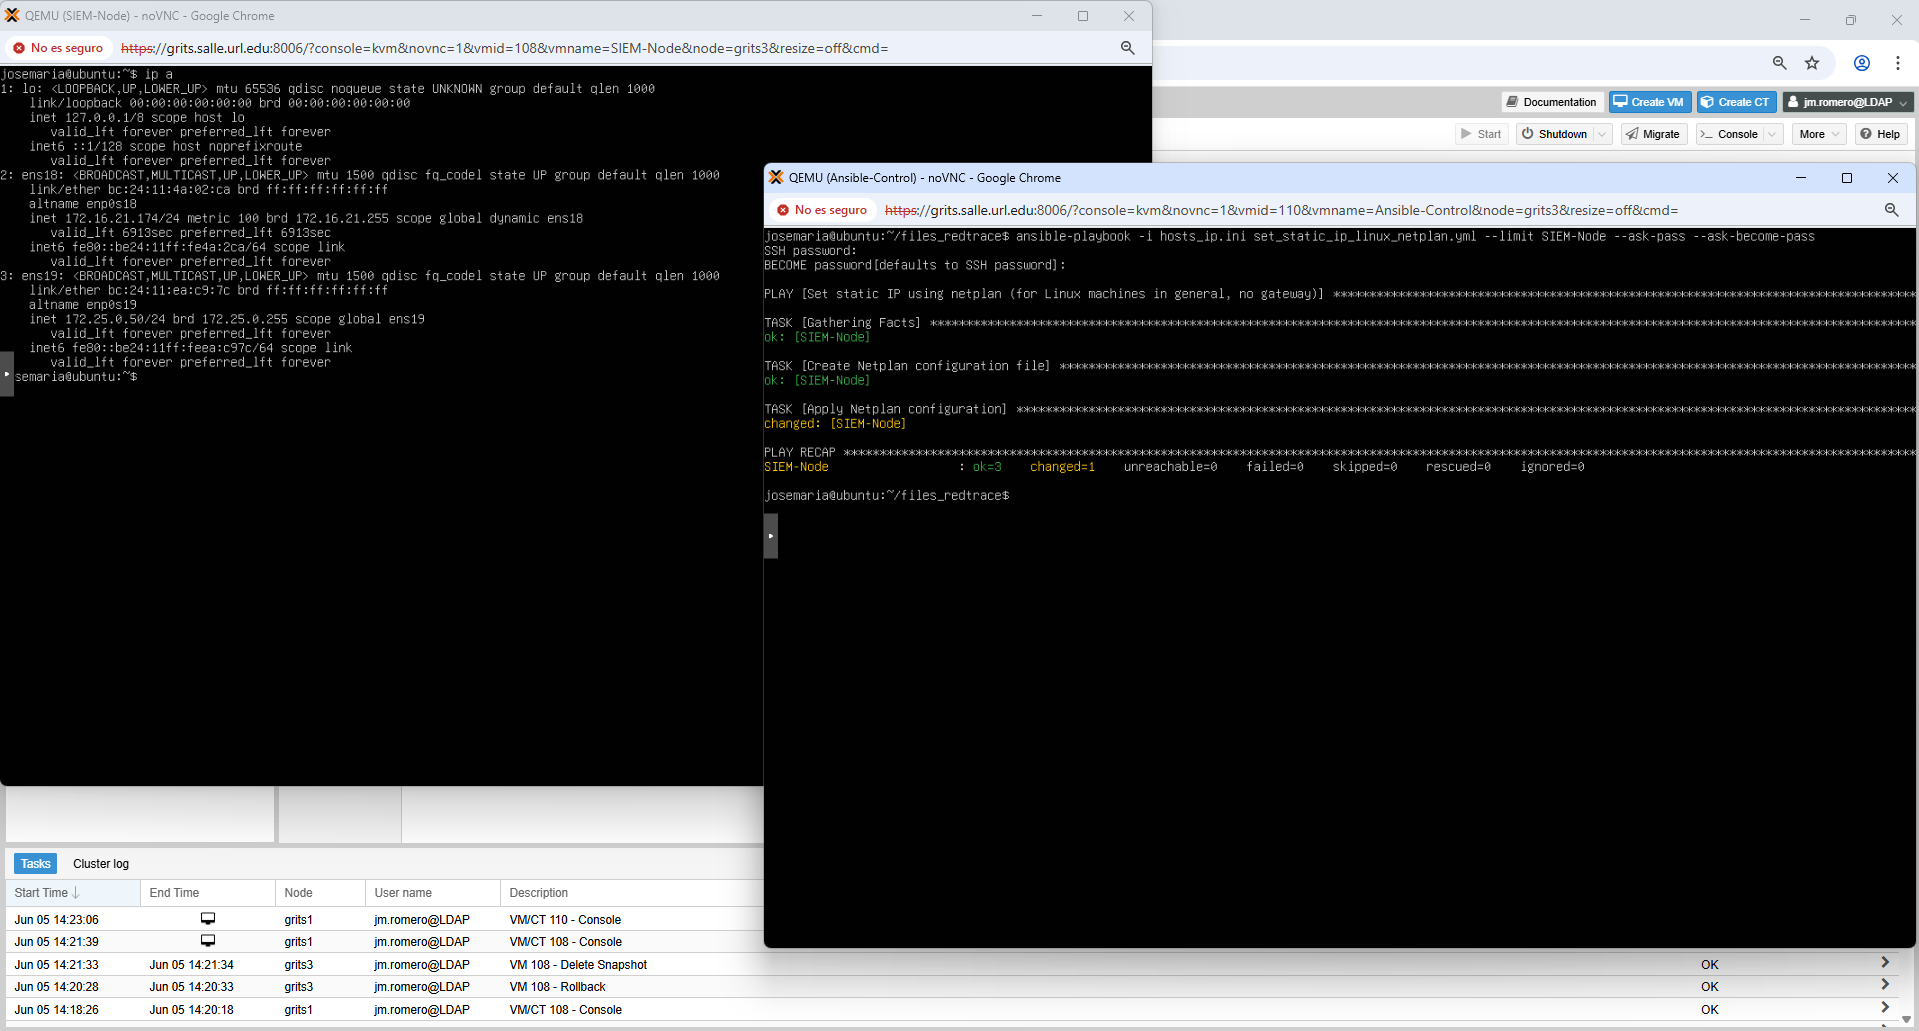 QEMU (SIEM-Node) - noVNC - Google Chrome
No es seguro
https://grits.salle.url.edu:8006/?console=kvm&novnc=1&vmid=108&vmname=SIEM-Node&node=grits3&resize=off&cmd=
josemaria@ubuntu:~$ ip a
1: lo: <LOOPBACK,UP,LOWER_UP> mtu 65536 qdisc noqueue state UNKNOWN group default qlen 1000
link/loopback 00:00:00:00:00:00 brd 00:00:00:00:00:00
inet 127.0.0.1/8 scope host lo
valid_lft forever preferred_lft forever
inet6 ::1/128 scope host noprefixroute
valid_lft forever preferred_lft forever
2: ens18: <BROADCAST,MULTICAST,UP,LOWER_UP> mtu 1500 qdisc fq_codel state UP group default qlen 1000
link/ether bc:24:11:4a:02:ca brd ff:ff:ff:ff:ff:ff
altname enp0s18
inet 172.16.21.174/24 metric 100 brd 172.16.21.255 scope global dynamic ens18
valid_lft 6913sec preferred_lft 6913sec
inet6 fe80::be24:11ff:fe4a:2ca/64 scope link
valid_lft forever preferred_lft forever
3: ens19: <BROADCAST,MULTICAST,UP,LOWER_UP> mtu 1500 qdisc fq_codel state UP group default qlen 1000
link/ether bc:24:11:ea:c9:7c brd ff:ff:ff:ff:ff:ff
altname enp0s19
inet 172.25.0.50/24 brd 172.25.0.255 scope global ens19
valid_lft forever preferred_lft forever
inet6 fe80::be24:11ff:feea:c97c/64 scope link
valid_lft forever preferred_lft forever
semaria@ubuntu:~$
Documentation
Create VM
Create CT
jm.romero@LDAP
Start
Shutdown
Migrate
Console
More
Help
QEMU (Ansible-Control) - noVNC - Google Chrome
No es seguro
https://grits.salle.url.edu:8006/?console=kvm&novnc=1&vmid=110&vmname=Ansible-Control&node=grits3&resize=off&cmd=
josemaria@ubuntu:~/files_redtrace$ ansible-playbook -i hosts_ip.ini set_static_ip_linux_netplan.yml --limit SIEM-Node --ask-pass --ask-become-pass
SSH password:
BECOME password[defaults to SSH password]:
PLAY [Set static IP using netplan (for Linux machines in general, no gateway)] ********************************************************************************
TASK [Gathering Facts] ****************************************************************************************************************************************
ok: [SIEM-Node]
TASK [Create Netplan configuration file] **********************************************************************************************************************
ok: [SIEM-Node]
TASK [Apply Netplan configuration] ****************************************************************************************************************************
changed: [SIEM-Node]
PLAY RECAP ****************************************************************************************************************************************************
SIEM-Node : ok=3 changed=1 unreachable=0 failed=0 skipped=0 rescued=0 ignored=0
josemaria@ubuntu:~/files_redtrace$
Tasks
Cluster log
Start Time End Time Node User name Description
Jun 05 14:23:06 grits1 jm.romero@LDAP VM/CT 110 - Console
Jun 05 14:21:39 grits1 jm.romero@LDAP VM/CT 108 - Console
Jun 05 14:21:33 Jun 05 14:21:34 grits3 jm.romero@LDAP VM 108 - Delete Snapshot OK
Jun 05 14:20:28 Jun 05 14:20:33 grits3 jm.romero@LDAP VM 108 - Rollback OK
Jun 05 14:18:26 Jun 05 14:20:18 grits1 jm.romero@LDAP VM/CT 108 - Console OK